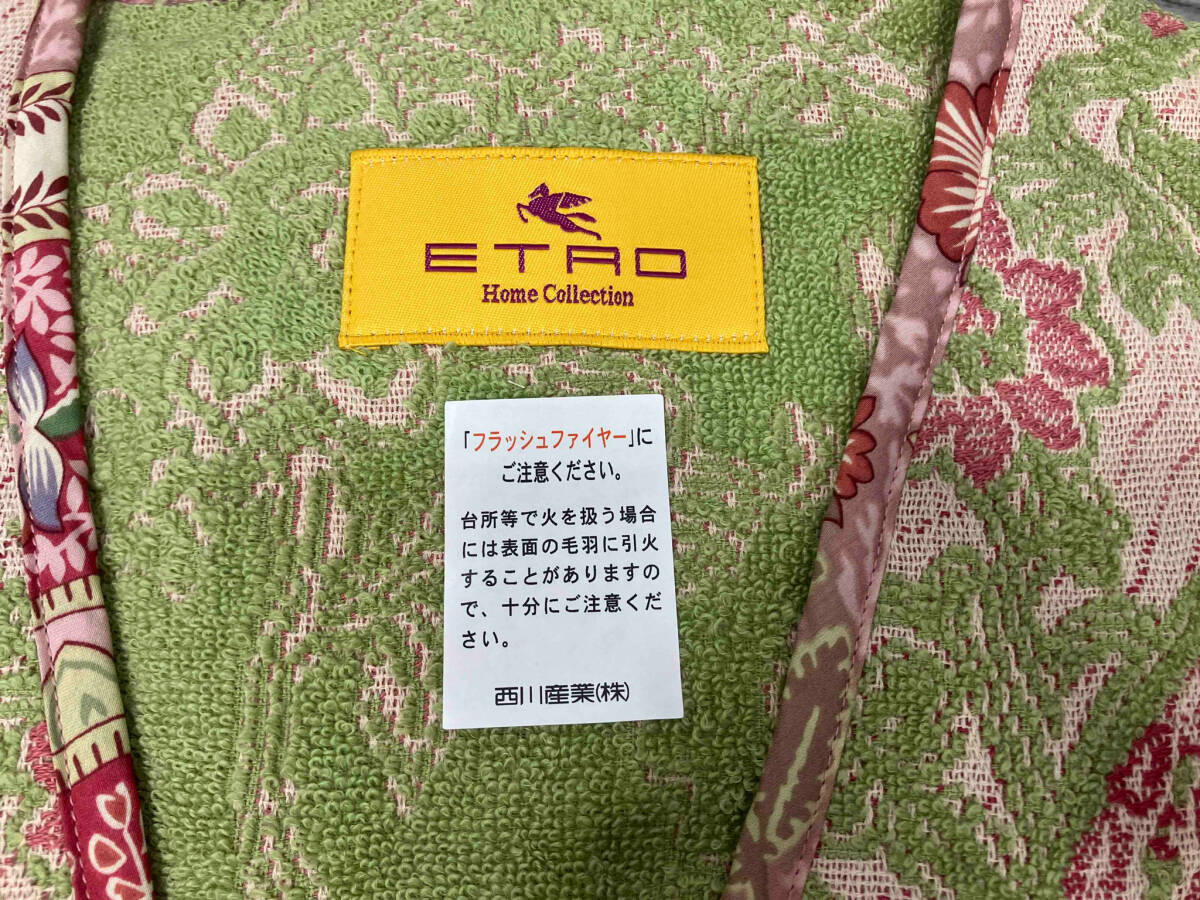 ETRO
Home Collection
「フラッシュファイヤー」に
ご注意ください。
台所等で火を扱う場合
には表面の毛羽に引火
することがありますの
で、十分にご注意くだ
さい。
西川産業(株)